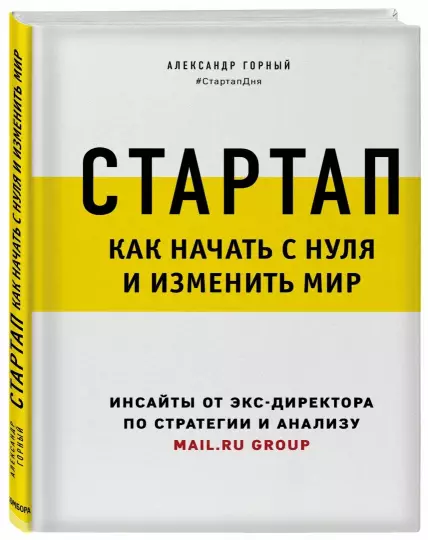 АЛЕКСАНДР ГОРНЫЙ
#СтартапДня
СТАРТАП
КАК НАЧАТЬ С НУЛЯ
И ИЗМЕНИТЬ МИР
ИНСАЙТЫ ОТ ЭКС-ДИРЕКТОРА
ПО СТРАТЕГИИ И АНАЛИЗУ
MAIL.RU GROUP
АЛЕКСАНДР
ГОРНЫЙ
СТАРТАП КАК НАЧАТЬ С НУЛЯ И ИЗМЕНИТЬ МИР